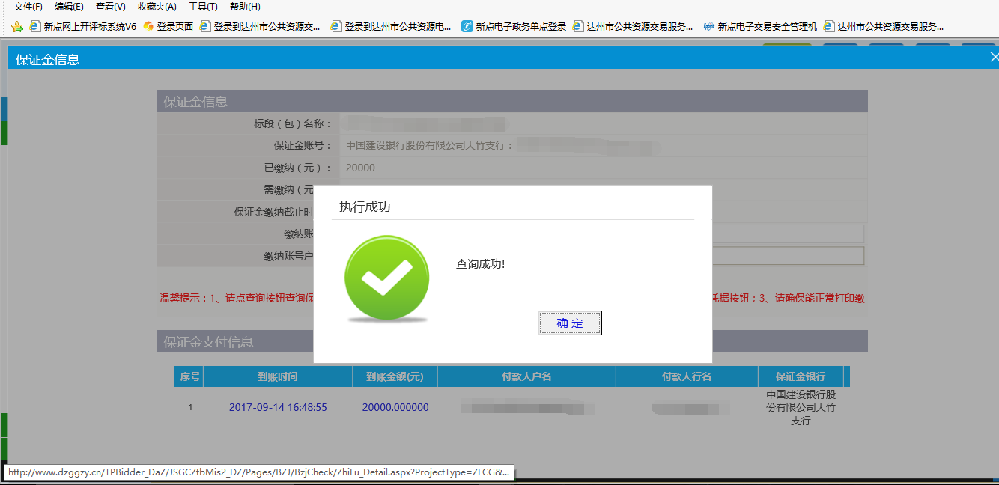 文件(F) 编辑(E) 查看(V) 收藏夹(A) 工具(T) 帮助(H)
新点网上开评标系统V6 登录页面 登录到达州市公共资源交... 登录到达州市公共资源电... 新点电子政务单点登录 达州市公共资源交易服务... 新点电子交易安全管理机 达州市公共资源交易服务...
保证金信息
保证金信息
标段（包）名称：
保证金账号： 中国建设银行股份有限公司大竹支行：
已缴纳（元）： 20000
需缴纳（元
保证金缴纳截止时
缴纳账
缴纳账号户
执行成功
查询成功!
确 定
温馨提示：1、请点查询按钮查询保
凭据按钮；3、请确保能正常打印缴
保证金支付信息
序号 到账时间 到账金额(元) 付款人户名 付款人行名 保证金银行
1 2017-09-14 16:48:55 20000.000000 中国建设银行股
份有限公司大竹
支行
http://www.dzggzy.cn/TPBidder_DaZ/JSGCZtbMis2_DZ/Pages/BZJ/BzjCheck/ZhiFu_Detail.aspx?ProjectType=ZFCG&...